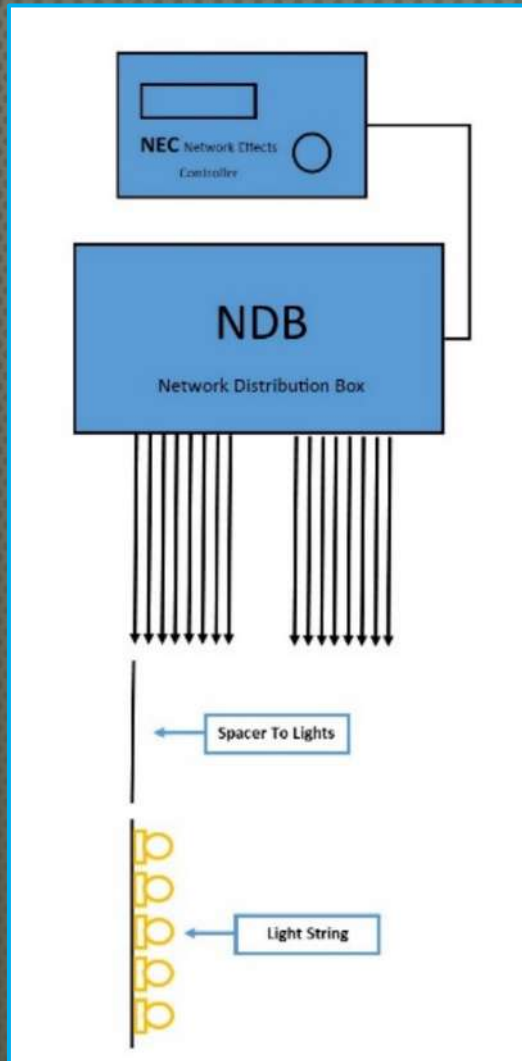 NEC Network Effects
Controller
NDB
Network Distribution Box
Spacer To Lights
Light String